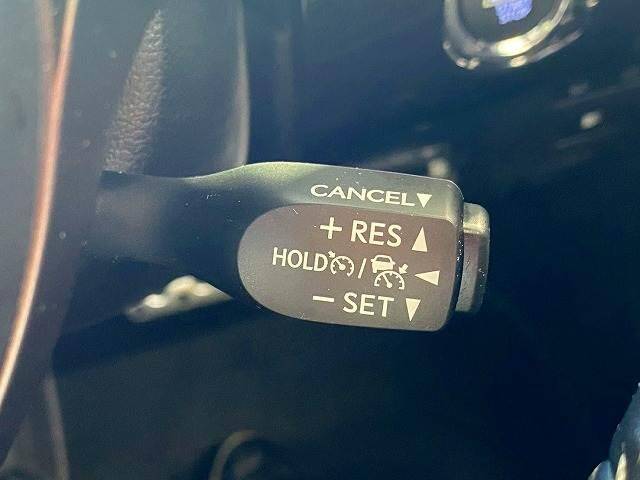 CANCEL▼
+ RES ▲
HOLD / ◀
− SET ▼